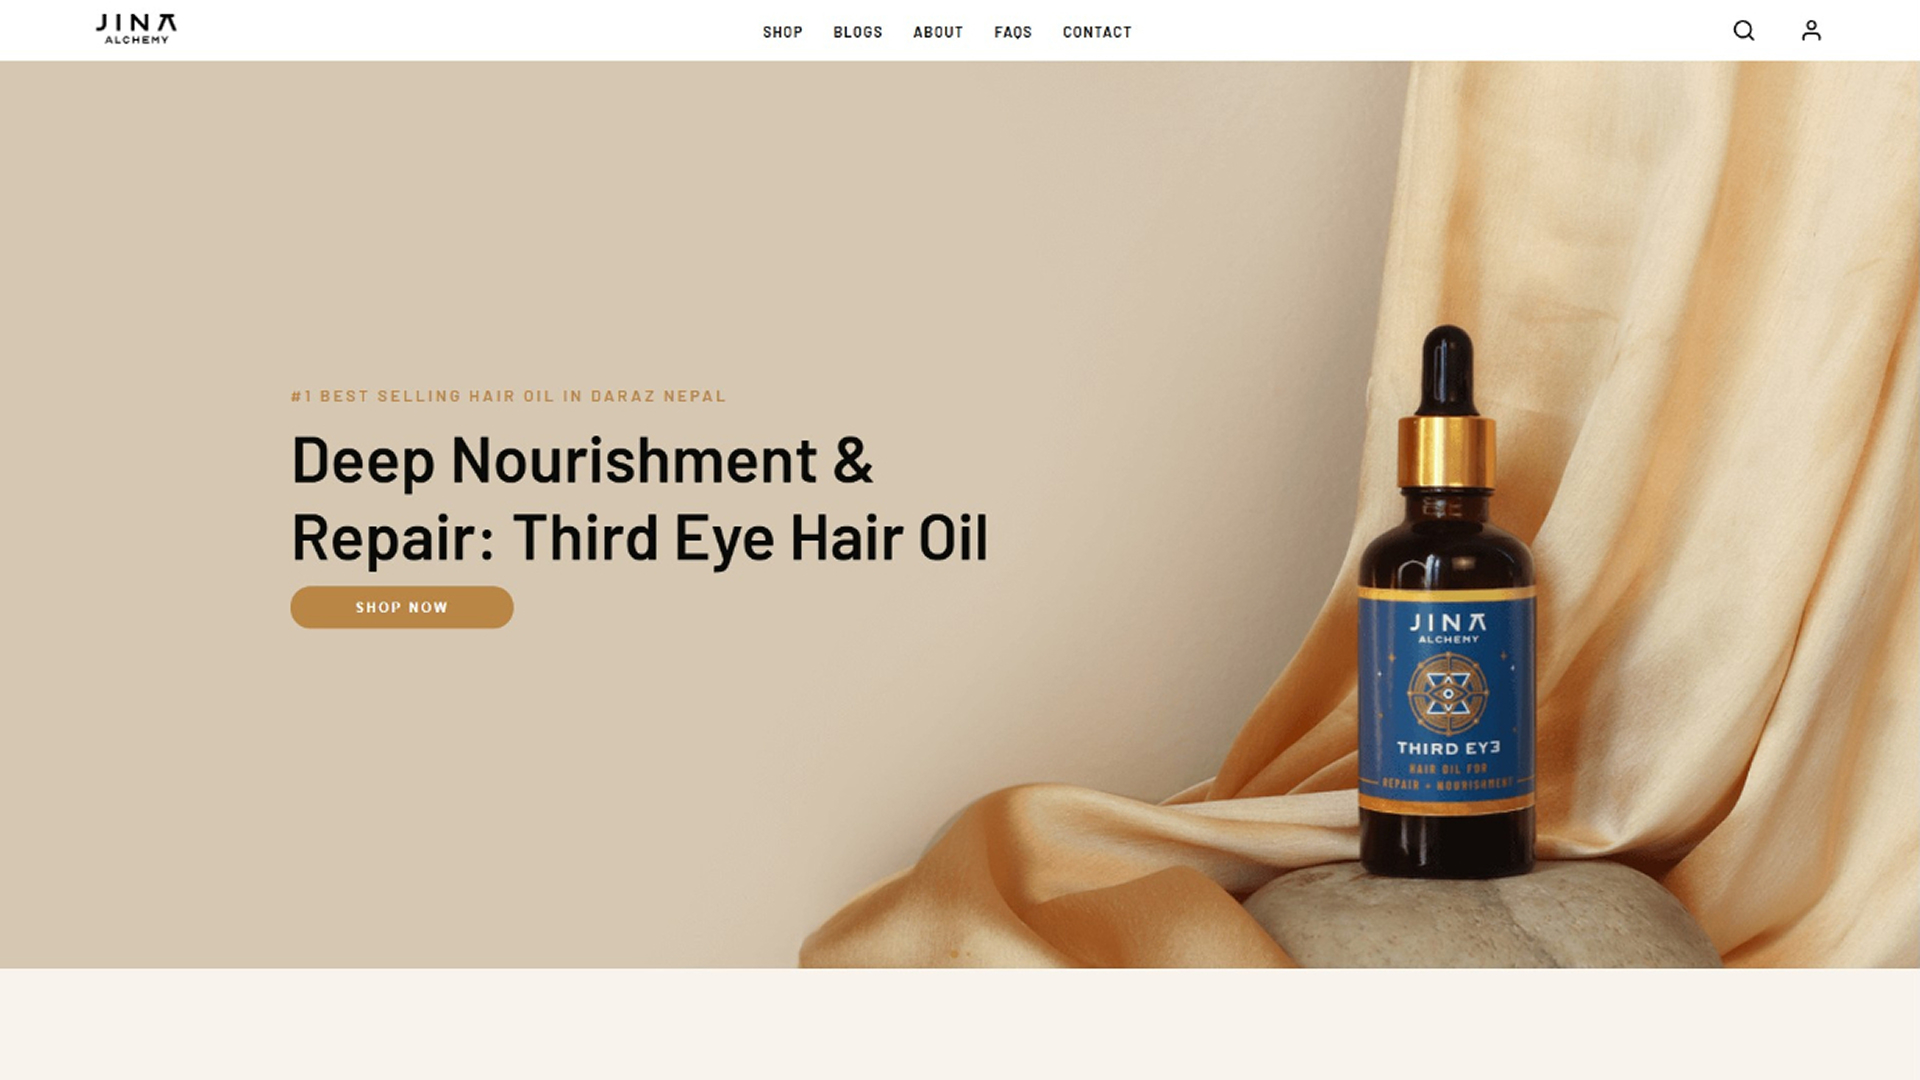 JINA
ALCHEMY
SHOP
BLOGS
ABOUT
FAQS
CONTACT
#1 BEST SELLING HAIR OIL IN DARAZ NEPAL
Deep Nourishment &
Repair: Third Eye Hair Oil
SHOP NOW
JINA
ALCHEMY
THIRD EYE
HAIR OIL FOR
REPAIR + NOURISHMENT